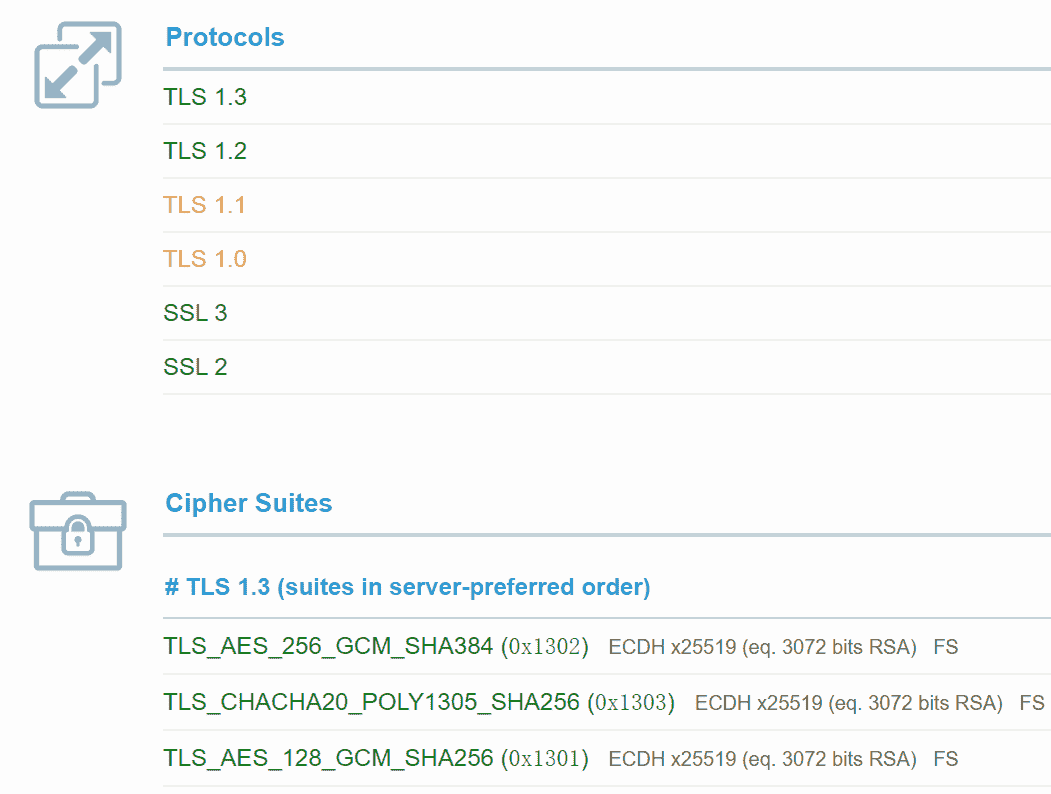 Protocols
TLS 1.3
TLS 1.2
TLS 1.1
TLS 1.0
SSL 3
SSL 2
Cipher Suites
# TLS 1.3 (suites in server-preferred order)
TLS_AES_256_GCM_SHA384 (0x1302) ECDH x25519 (eq. 3072 bits RSA) FS
TLS_CHACHA20_POLY1305_SHA256 (0x1303) ECDH x25519 (eq. 3072 bits RSA) FS
TLS_AES_128_GCM_SHA256 (0x1301) ECDH x25519 (eq. 3072 bits RSA) FS